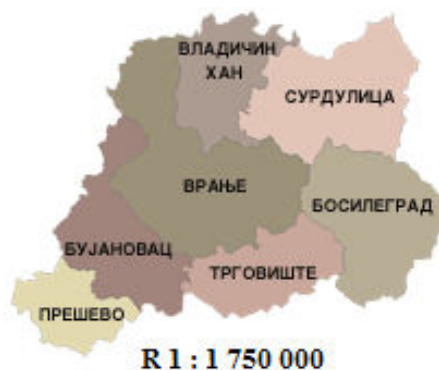 ВЛАДИЧИН
ХАН
СУРДУЛИЦА
ВРАЊЕ
БОСИЛЕГРАД
БУЈАНОВАЦ
ТРГОВИШТЕ
ПРЕШЕВО
R 1 : 1 750 000